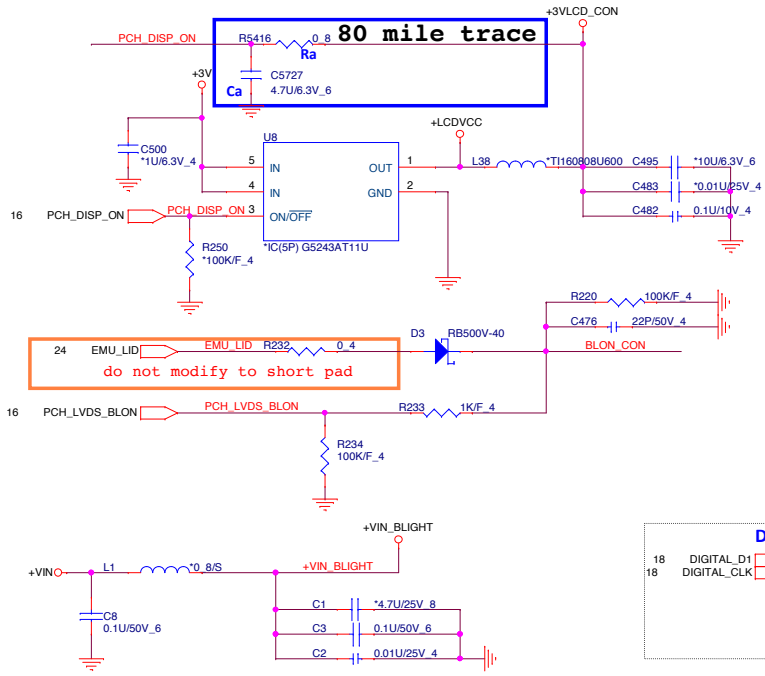 +3VLCD_CON
PCH_DISP_ON
R5416
0_8
80 mile trace
Ra
C5727
4.7U/6.3V_6
Ca
+3V
+LCDVCC
C500
*1U/6.3V_4
U8
5
IN
OUT
1
L38
*TI160808U600
C495
*10U/6.3V_6
4
IN
GND
2
C483
*0.01U/25V_4
16
PCH_DISP_ON
PCH_DISP_ON
3
ON/OFF
C482
0.1U/10V_4
*IC(5P) G5243AT11U
R250
*100K/F_4
R220
100K/F_4
C476
22P/50V_4
24
EMU_LID
EMU_LID
R232
0_4
D3
RB500V-40
BLON_CON
do not modify to short pad
16
PCH_LVDS_BLON
PCH_LVDS_BLON
R233
1K/F_4
R234
100K/F_4
+VIN_BLIGHT
+VIN
L1
*0_8/S
+VIN_BLIGHT
C8
0.1U/50V_6
C1
*4.7U/25V_8
C3
0.1U/50V_6
C2
0.01U/25V_4
D
18
DIGITAL_D1
18
DIGITAL_CLK